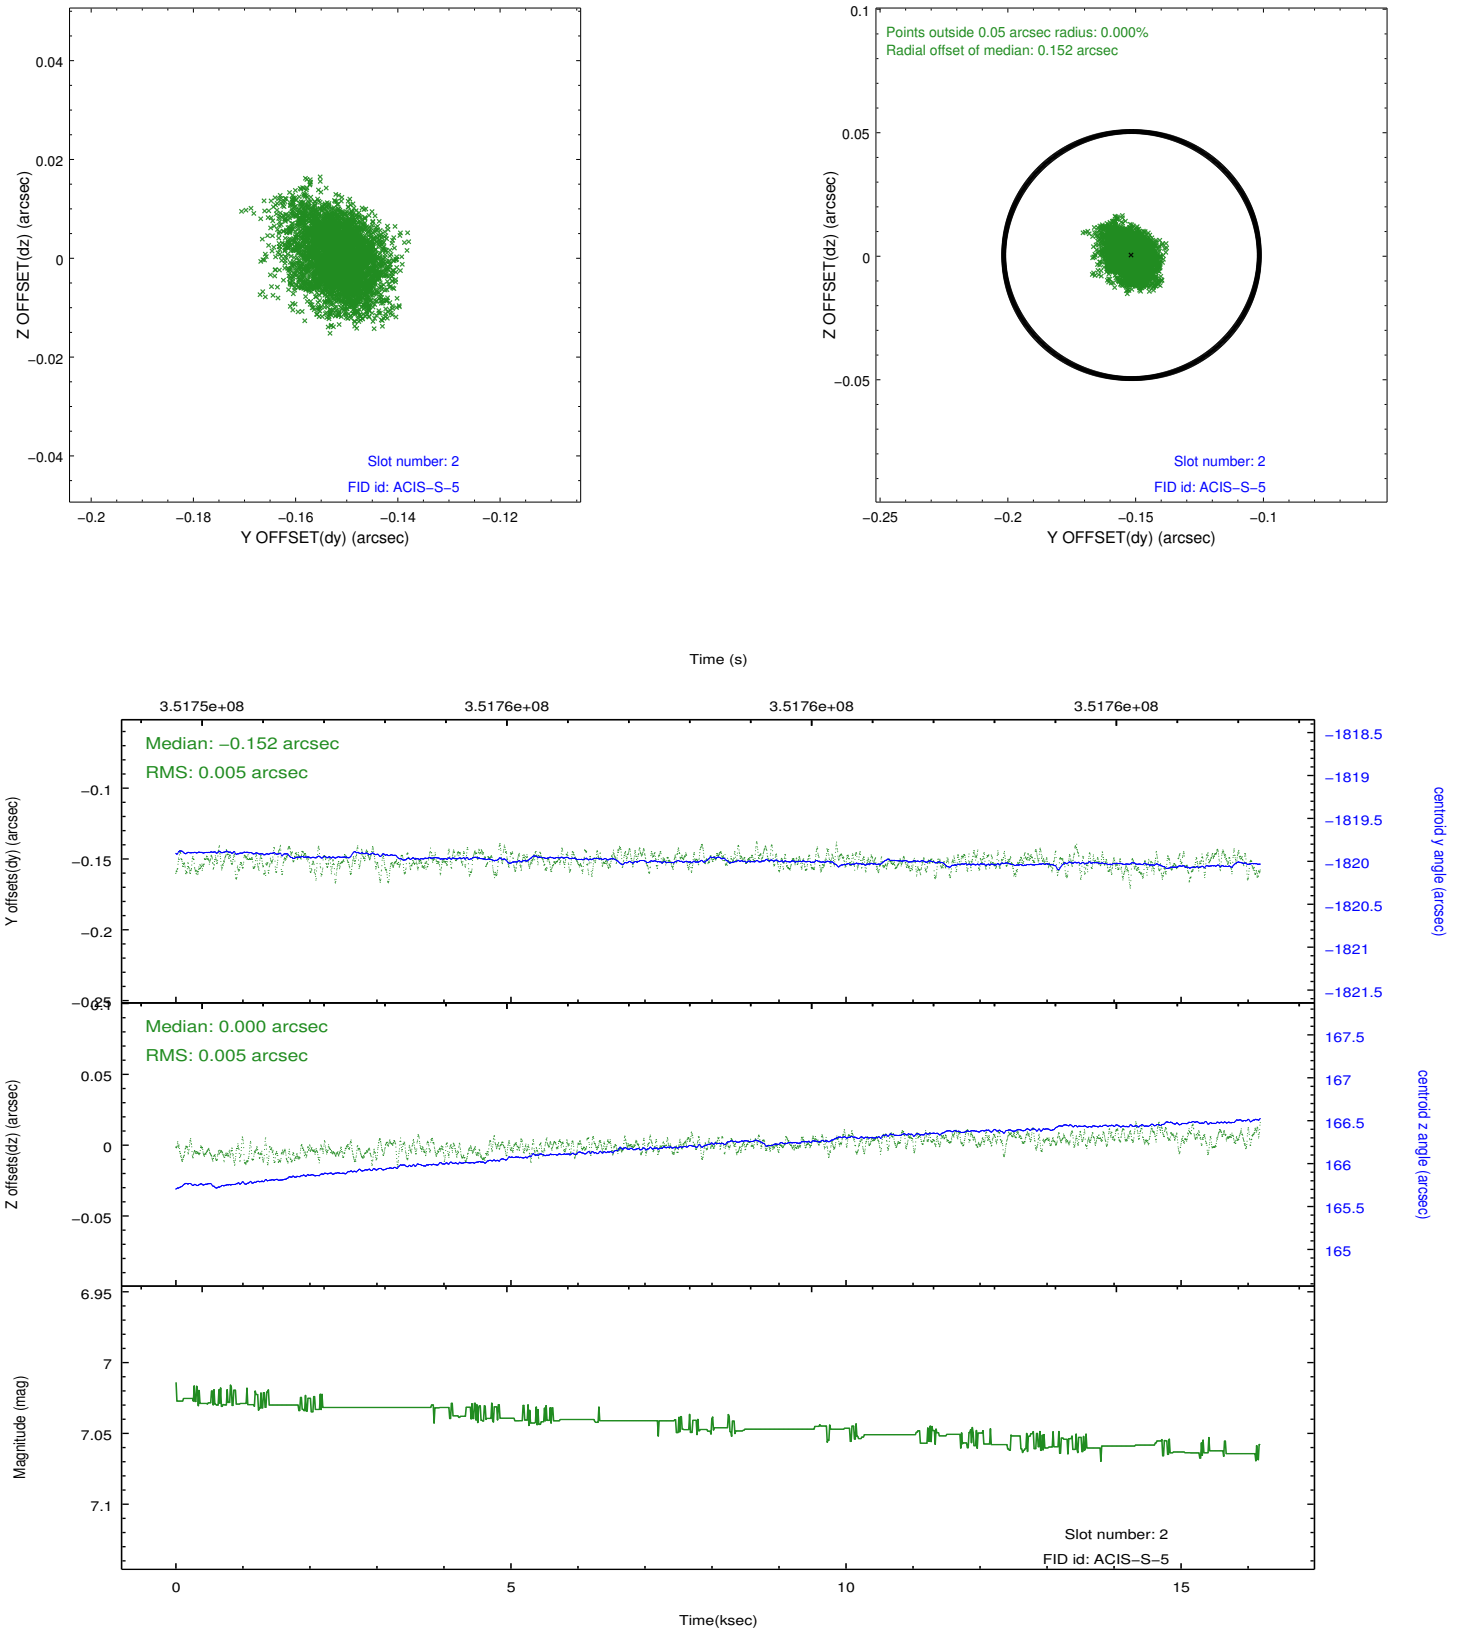 0.04
0.02
0
−0.02
−0.04
Z OFFSET(dz) (arcsec)
Slot number: 2
FID id: ACIS−S−5
−0.2
−0.18
−0.16
−0.14
−0.12
Y OFFSET(dy) (arcsec)
0.1
0.05
0
−0.05
Z OFFSET(dz) (arcsec)
Points outside 0.05 arcsec radius: 0.000%
Radial offset of median: 0.152 arcsec
Slot number: 2
FID id: ACIS−S−5
−0.25
−0.2
−0.15
−0.1
Y OFFSET(dy) (arcsec)
Time (s)
3.5175e+08
3.5176e+08
3.5176e+08
3.5176e+08
Median: −0.152 arcsec
RMS: 0.005 arcsec
−0.1
−0.15
−0.2
−0.25
Y offsets(dy) (arcsec)
−1818.5
−1819
−1819.5
−1820
−1820.5
−1821
−1821.5
centroid y angle (arcsec)
0.1
Median: 0.000 arcsec
RMS: 0.005 arcsec
0.05
0
−0.05
Z offsets(dz) (arcsec)
167.5
167
166.5
166
165.5
165
centroid z angle (arcsec)
6.95
7
7.05
7.1
Magnitude (mag)
Slot number: 2
FID id: ACIS−S−5
0
5
10
15
Time(ksec)